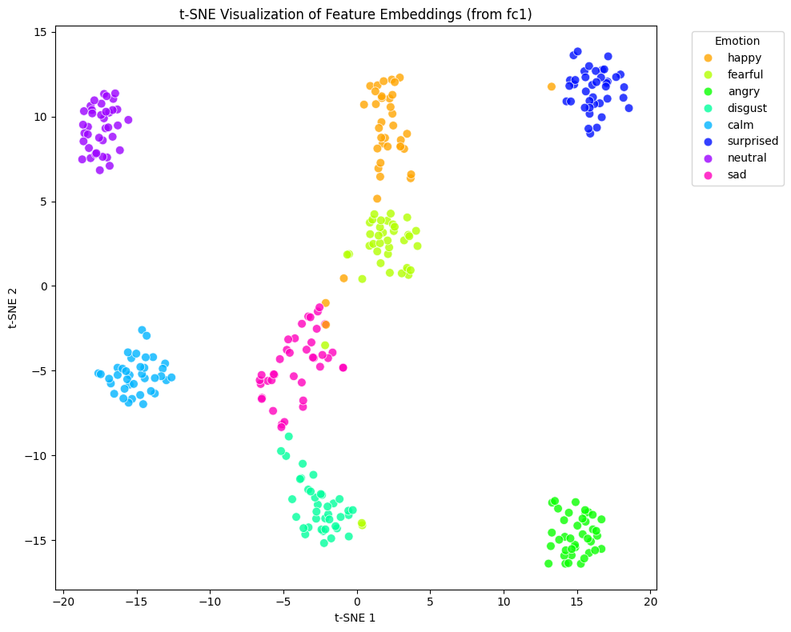 t-SNE Visualization of Feature Embeddings (from fc1)
Emotion
happy
fearful
angry
disgust
calm
surprised
neutral
sad
t-SNE 2
15
10
5
0
−5
−10
−15
−20 −15 −10 −5 0 5 10 15 20
t-SNE 1